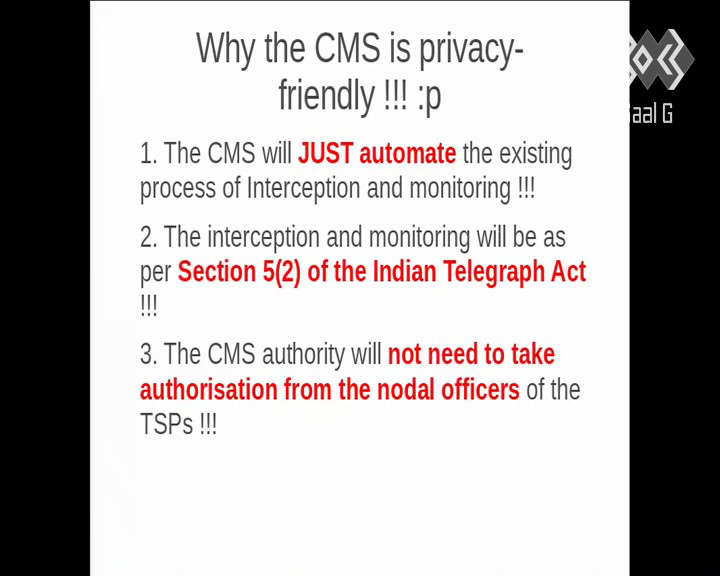 Why the CMS is privacy-
friendly !!! :p
1. The CMS will JUST automate the existing
process of Interception and monitoring !!!
2. The interception and monitoring will be as
per Section 5(2) of the Indian Telegraph Act
!!!
3. The CMS authority will not need to take
authorisation from the nodal officers of the
TSPs !!!
G